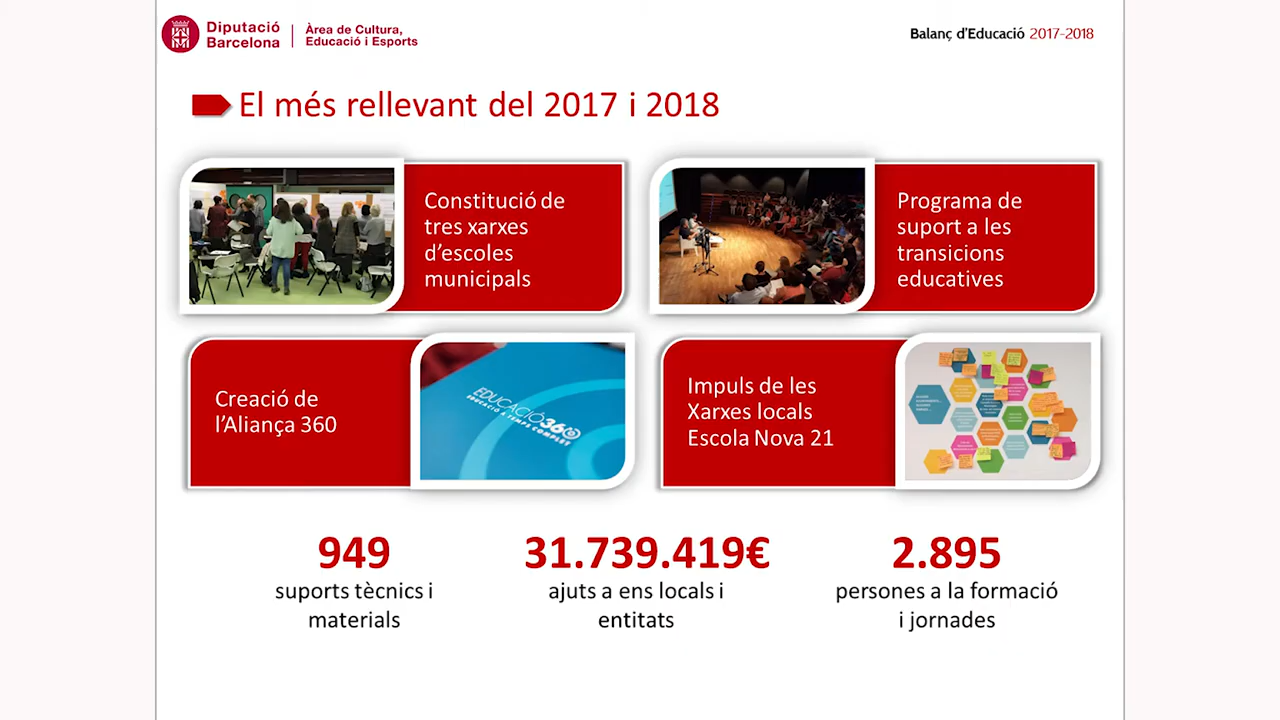 Diputació
Barcelona
Àrea de Cultura,
Educació i Esports
Balanç d'Educació 2017-2018
El més rellevant del 2017 i 2018
Constitució de
tres xarxes
d'escoles
municipals
Programa de
suport a les
transicions
educatives
Creació de
l'Aliança 360
EDUCACIÓ360
EDUCACIÓ A TEMPS COMPLET
Impuls de les
Xarxes locals
Escola Nova 21
949
suports tècnics i
materials
31.739.419€
ajuts a ens locals i
entitats
2.895
persones a la formació
i jornades